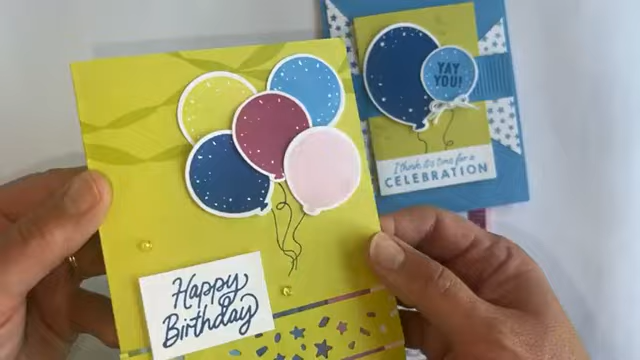 YAY
YOU!
I think it's time for a
CELEBRATION
Happy
Birthday